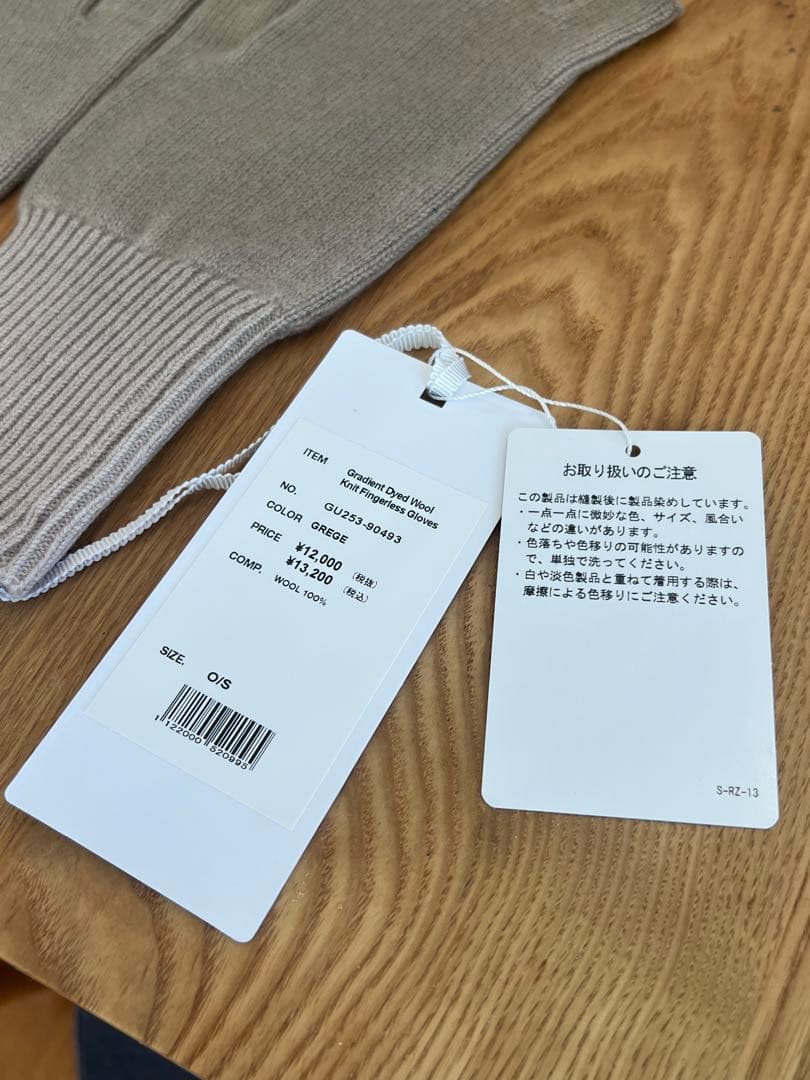 ITEM
Gradient Dyed Wool
Knit Fingerless Gloves
NO.
GU253-90493
COLOR GREGE
PRICE ¥12,000 (税抜)
¥13,200 (税込)
COMP. WOOL 100%
SIZE.
O/S
1122000 520995
お取り扱いのご注意
この製品は縫製後に製品染めしています。
・一点一点に微妙な色、サイズ、風合い
などの違いがあります。
・色落ちや色移りの可能性がありますの
で、単独で洗ってください。
・白や淡色製品と重ねて着用する際は、
摩擦による色移りにご注意ください。
S-RZ-13